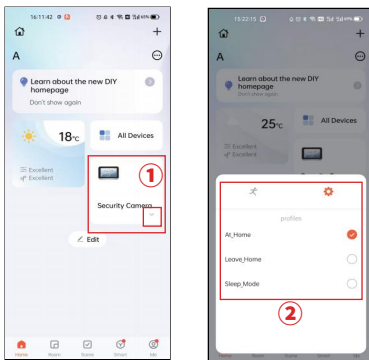 16:11:42
A
Learn about the new DIY
homepage
Don't show again
18°c
All Devices
Excellent
Excellent
①
Security Camera
Edit
Home Room Scene Smart Me
15:22:15
A
Learn about the new DIY
homepage
Don't show again
25°c
All Devices
Excellent
Excellent
profiles
At_Home
Leave_Home
Sleep_Mode
②